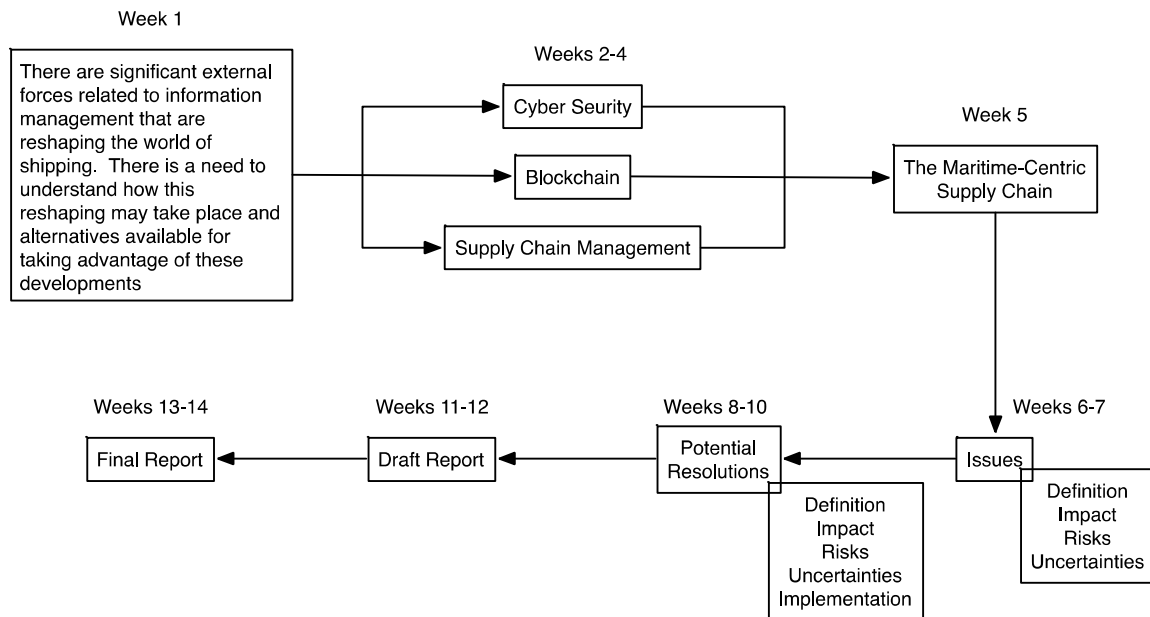 Week 1
There are significant external
forces related to information
management that are
reshaping the world of
shipping.  There is a need to
understand how this
reshaping may take place and
alternatives available for
taking advantage of these
developments
Weeks 2-4
Cyber Seurity
Blockchain
Supply Chain Management
Week 5
The Maritime-Centric
Supply Chain
Weeks 6-7
Issues
Definition
Impact
Risks
Uncertainties
Weeks 8-10
Potential
Resolutions
Definition
Impact
Risks
Uncertainties
Implementation
Weeks 11-12
Draft Report
Weeks 13-14
Final Report